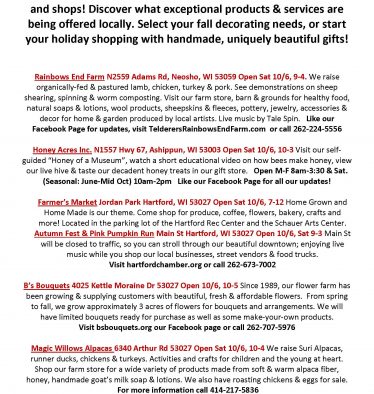 and shops! Discover what exceptional products & services are
being offered locally. Select your fall decorating needs, or start
your holiday shopping with handmade, uniquely beautiful gifts!
Rainbows End Farm N2559 Adams Rd, Neosho, WI 53059 Open Sat 10/6, 9-4. We raise
organically-fed & pastured lamb, chicken, turkey & pork. See demonstrations on sheep
shearing, spinning & worm composting. Visit our farm store, barn & grounds for healthy food,
natural soaps & lotions, wool products, sheepskins & fleeces, pottery, jewelry, accessories &
decor for home & garden produced by local artists. Live music by Tale Spin. Like our
Facebook Page for updates, visit TelderersRainbowsEndFarm.com or call 262-224-5556
Honey Acres Inc. N1557 Hwy 67, Ashippun, WI 53003 Open Sat 10/6, 10-3 Visit our self-
guided "Honey of a Museum", watch a short educational video on how bees make honey, view
our live hive & taste our decadent honey treats in our gift store. Open M-F 8am-3:30 & Sat.
(Seasonal: June-Mid Oct) 10am-2pm Like our Facebook Page for all our updates!
Farmer's Market Jordan Park Hartford, WI 53027 Open Sat 10/6, 7-12 Home Grown and
Home Made is our theme. Come shop for produce, coffee, flowers, bakery, crafts and
more! Located in the parking lot of the Hartford Rec Center and the Schauer Arts Center.
Autumn Fest & Pink Pumpkin Run Main St Hartford, WI 53027 Open 10/6, Sat 9-3 Main St
will be closed to traffic, so you can stroll through our beautiful downtown; enjoying live
music while you shop our local businesses, street vendors & food trucks.
Visit hartfordchamber.org or call 262-673-7002
B's Bouquets 4025 Kettle Moraine Dr 53027 Open 10/6, 10-5 Since 1989, our flower farm has
been growing & supplying customers with beautiful, fresh & affordable flowers. From spring
to fall, we grow approximately 3 acres of flowers for bouquets and arrangements. We will
have limited bouquets ready for purchase as well as some make-your-own products.
Visit bsbouquets.org our Facebook page or call 262-707-5976
Magic Willows Alpacas 6340 Arthur Rd 53027 Open Sat 10/6, 10-4 We raise Suri Alpacas,
runner ducks, chickens & turkeys. Activities and crafts for children and the young at heart.
Shop our farm store for a wide variety of products made from soft & warm alpaca fiber,
honey, handmade goat's milk soap & lotions. We also have roasting chickens & eggs for sale.
For more information call 414-217-5836